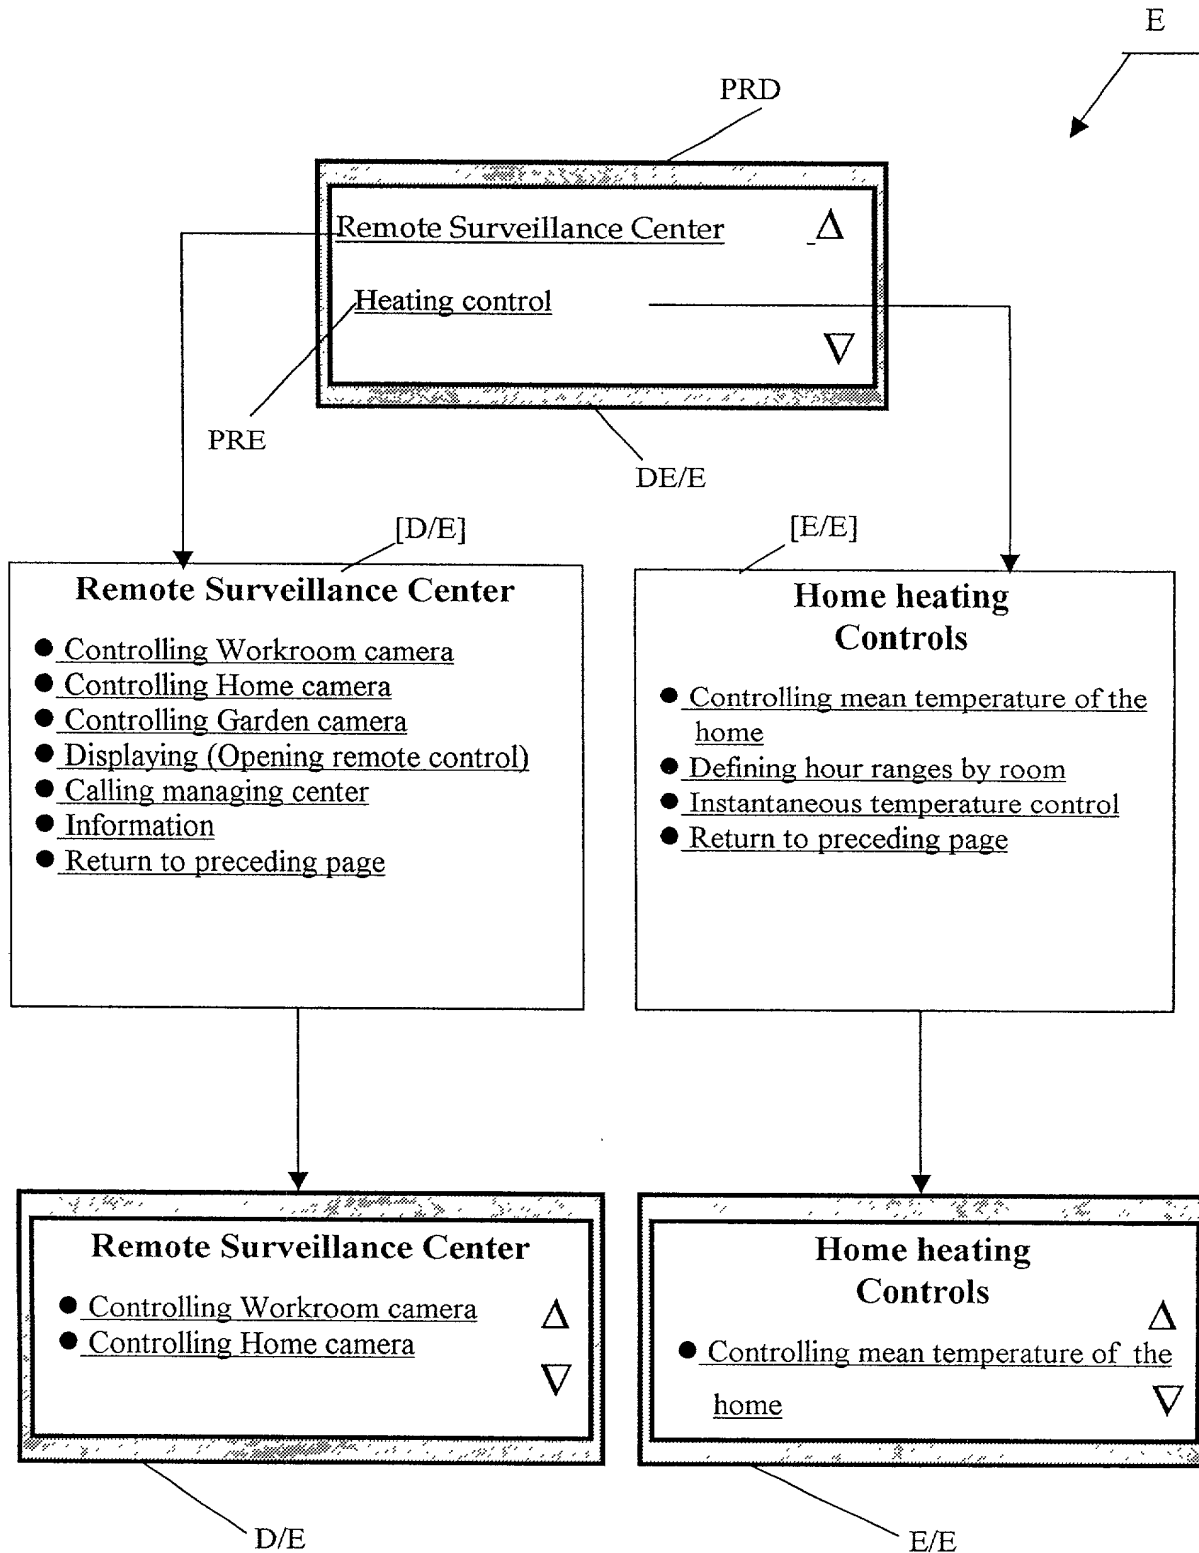 E
PRD
Remote Surveillance Center Δ
Heating control
∇
PRE
DE/E
[D/E]
[E/E]
Remote Surveillance Center
● Controlling Workroom camera
● Controlling Home camera
● Controlling Garden camera
● Displaying (Opening remote control)
● Calling managing center
● Information
● Return to preceding page
Home heating
Controls
● Controlling mean temperature of the
home
● Defining hour ranges by room
● Instantaneous temperature control
● Return to preceding page
Remote Surveillance Center
● Controlling Workroom camera Δ
● Controlling Home camera
∇
Home heating
Controls
Δ
● Controlling mean temperature of the
home ∇
D/E
E/E